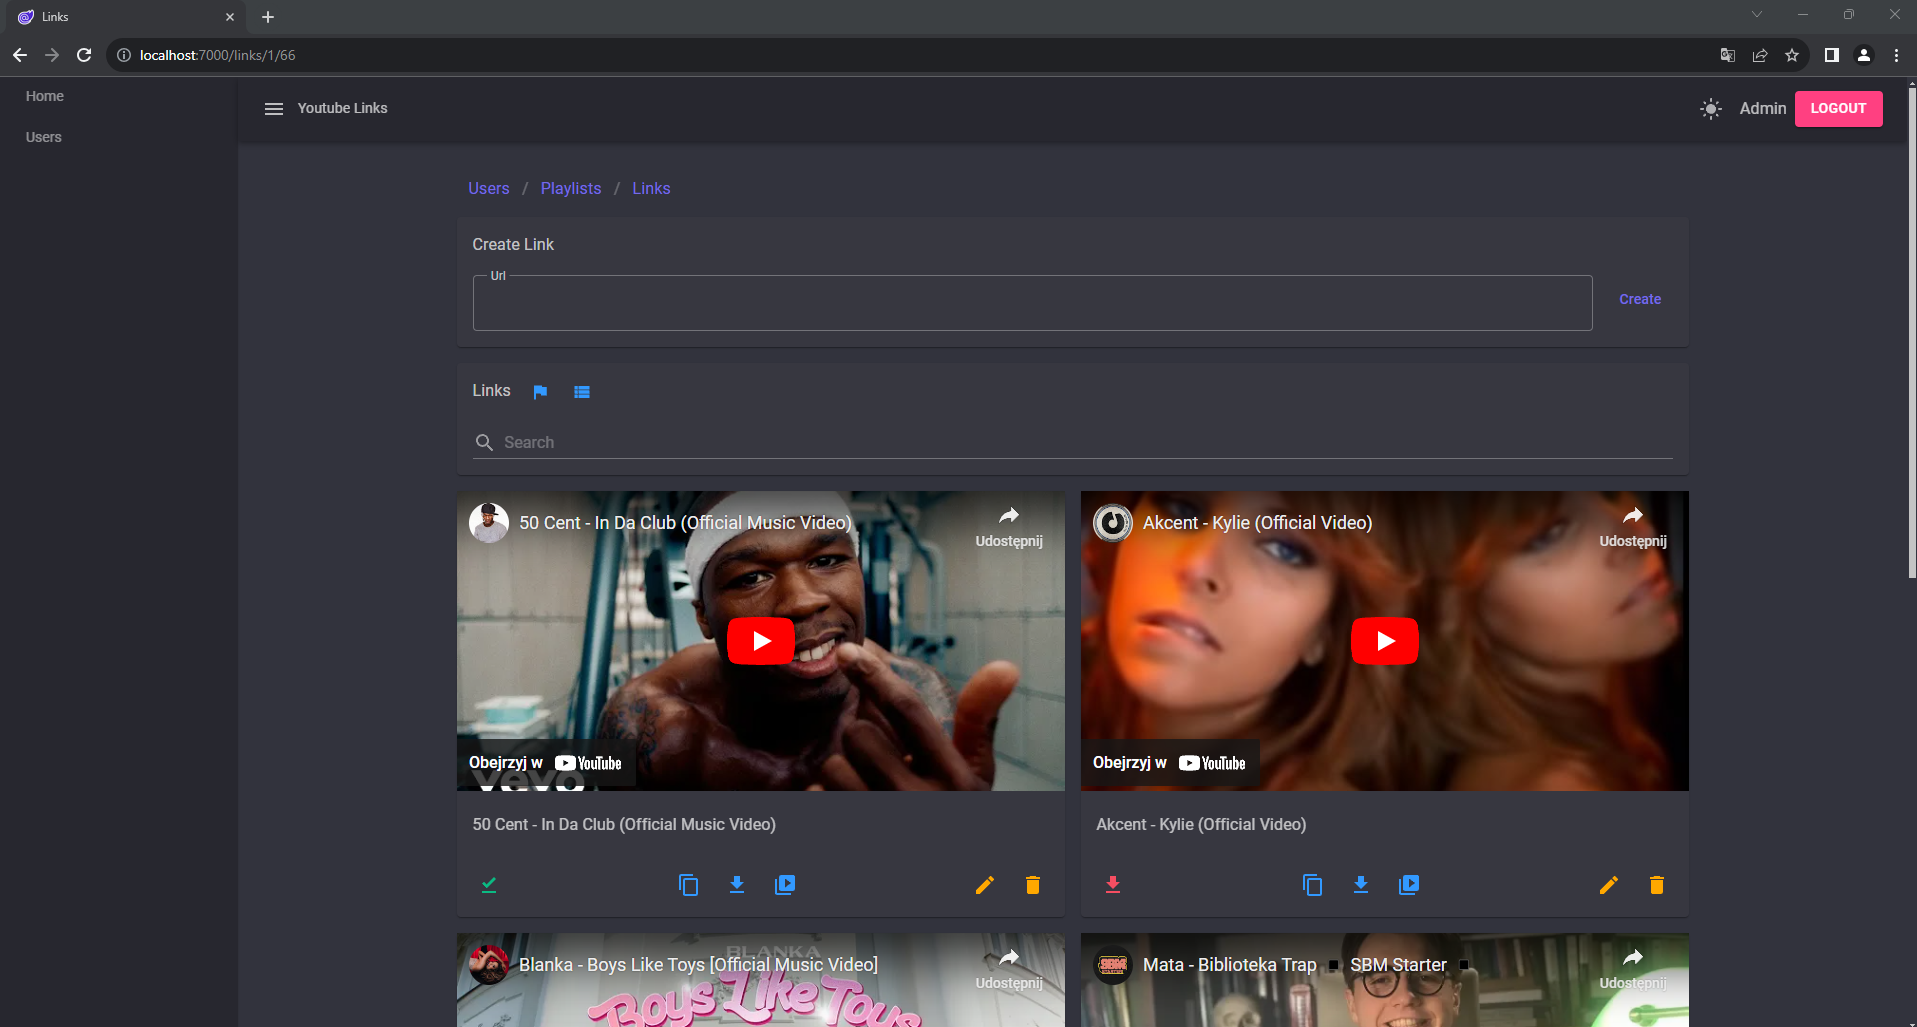 Links
localhost:7000/links/1/66
Home
Users
Youtube Links
Admin
LOGOUT
Users / Playlists / Links
Create Link
Url
Create
Links
Search
50 Cent - In Da Club (Official Music Video)
Udostępnij
Obejrzyj w YouTube
vevo
50 Cent - In Da Club (Official Music Video)
Akcent - Kylie (Official Video)
Udostępnij
Obejrzyj w YouTube
Akcent - Kylie (Official Video)
BLANKA
Blanka - Boys Like Toys [Official Music Video]
Udostępnij
Boys Like Toys
Mata - Biblioteka Trap ▪ SBM Starter ▪
Udostępnij
SBM